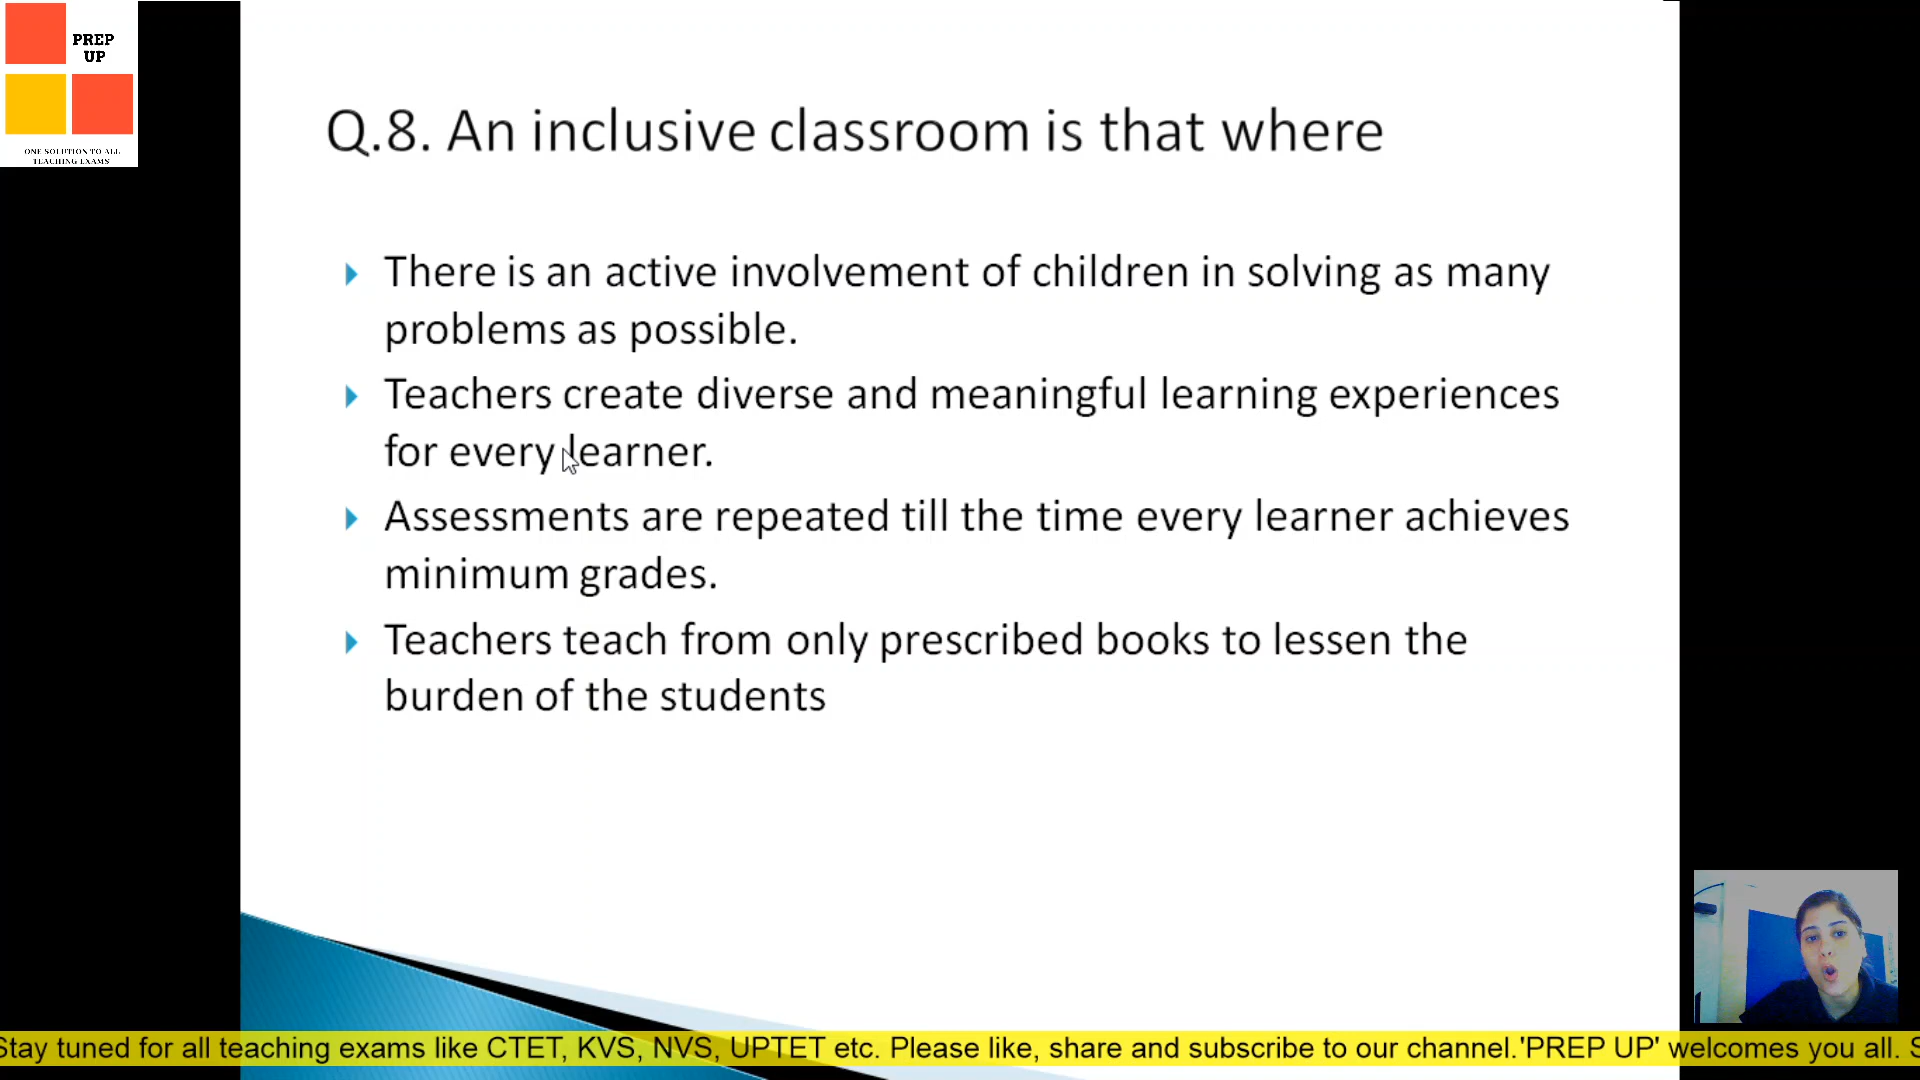 PREP
UP
ONE SOLUTION TO ALL
TEACHING EXAMS
Q.8. An inclusive classroom is that where
There is an active involvement of children in solving as many
problems as possible.
Teachers create diverse and meaningful learning experiences
for every learner.
Assessments are repeated till the time every learner achieves
minimum grades.
Teachers teach from only prescribed books to lessen the
burden of the students
Stay tuned for all teaching exams like CTET, KVS, NVS, UPTET etc. Please like, share and subscribe to our channel.'PREP UP' welcomes you all. S